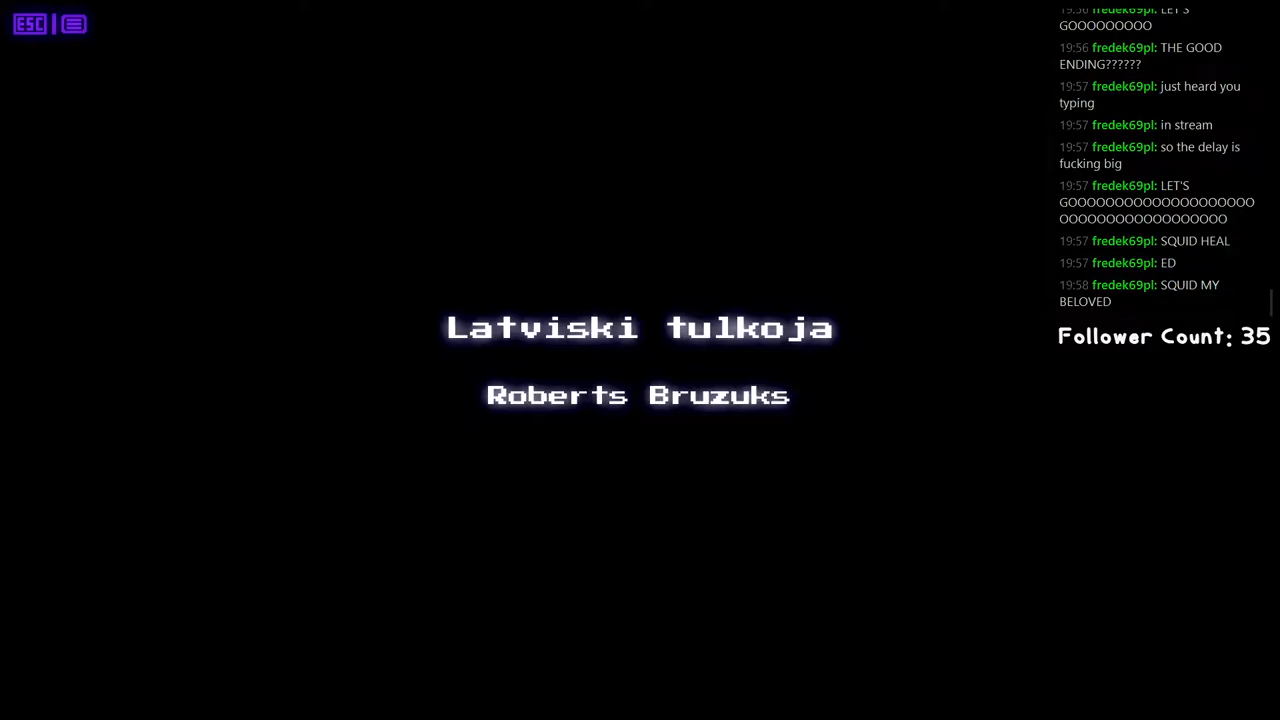 ESC
19:56 fredek69pl: LET'S
GOOOOOOOOO
19:56 fredek69pl: THE GOOD
ENDING??????
19:57 fredek69pl: just heard you
typing
19:57 fredek69pl: in stream
19:57 fredek69pl: so the delay is
fucking big
19:57 fredek69pl: LET'S
GOOOOOOOOOOOOOOOOOOOO
OOOOOOOOOOOOOOOOOO
19:57 fredek69pl: SQUID HEAL
19:57 fredek69pl: ED
19:58 fredek69pl: SQUID MY
BELOVED
Follower Count: 35
Latviski tulkoja
Roberts Bruzuks